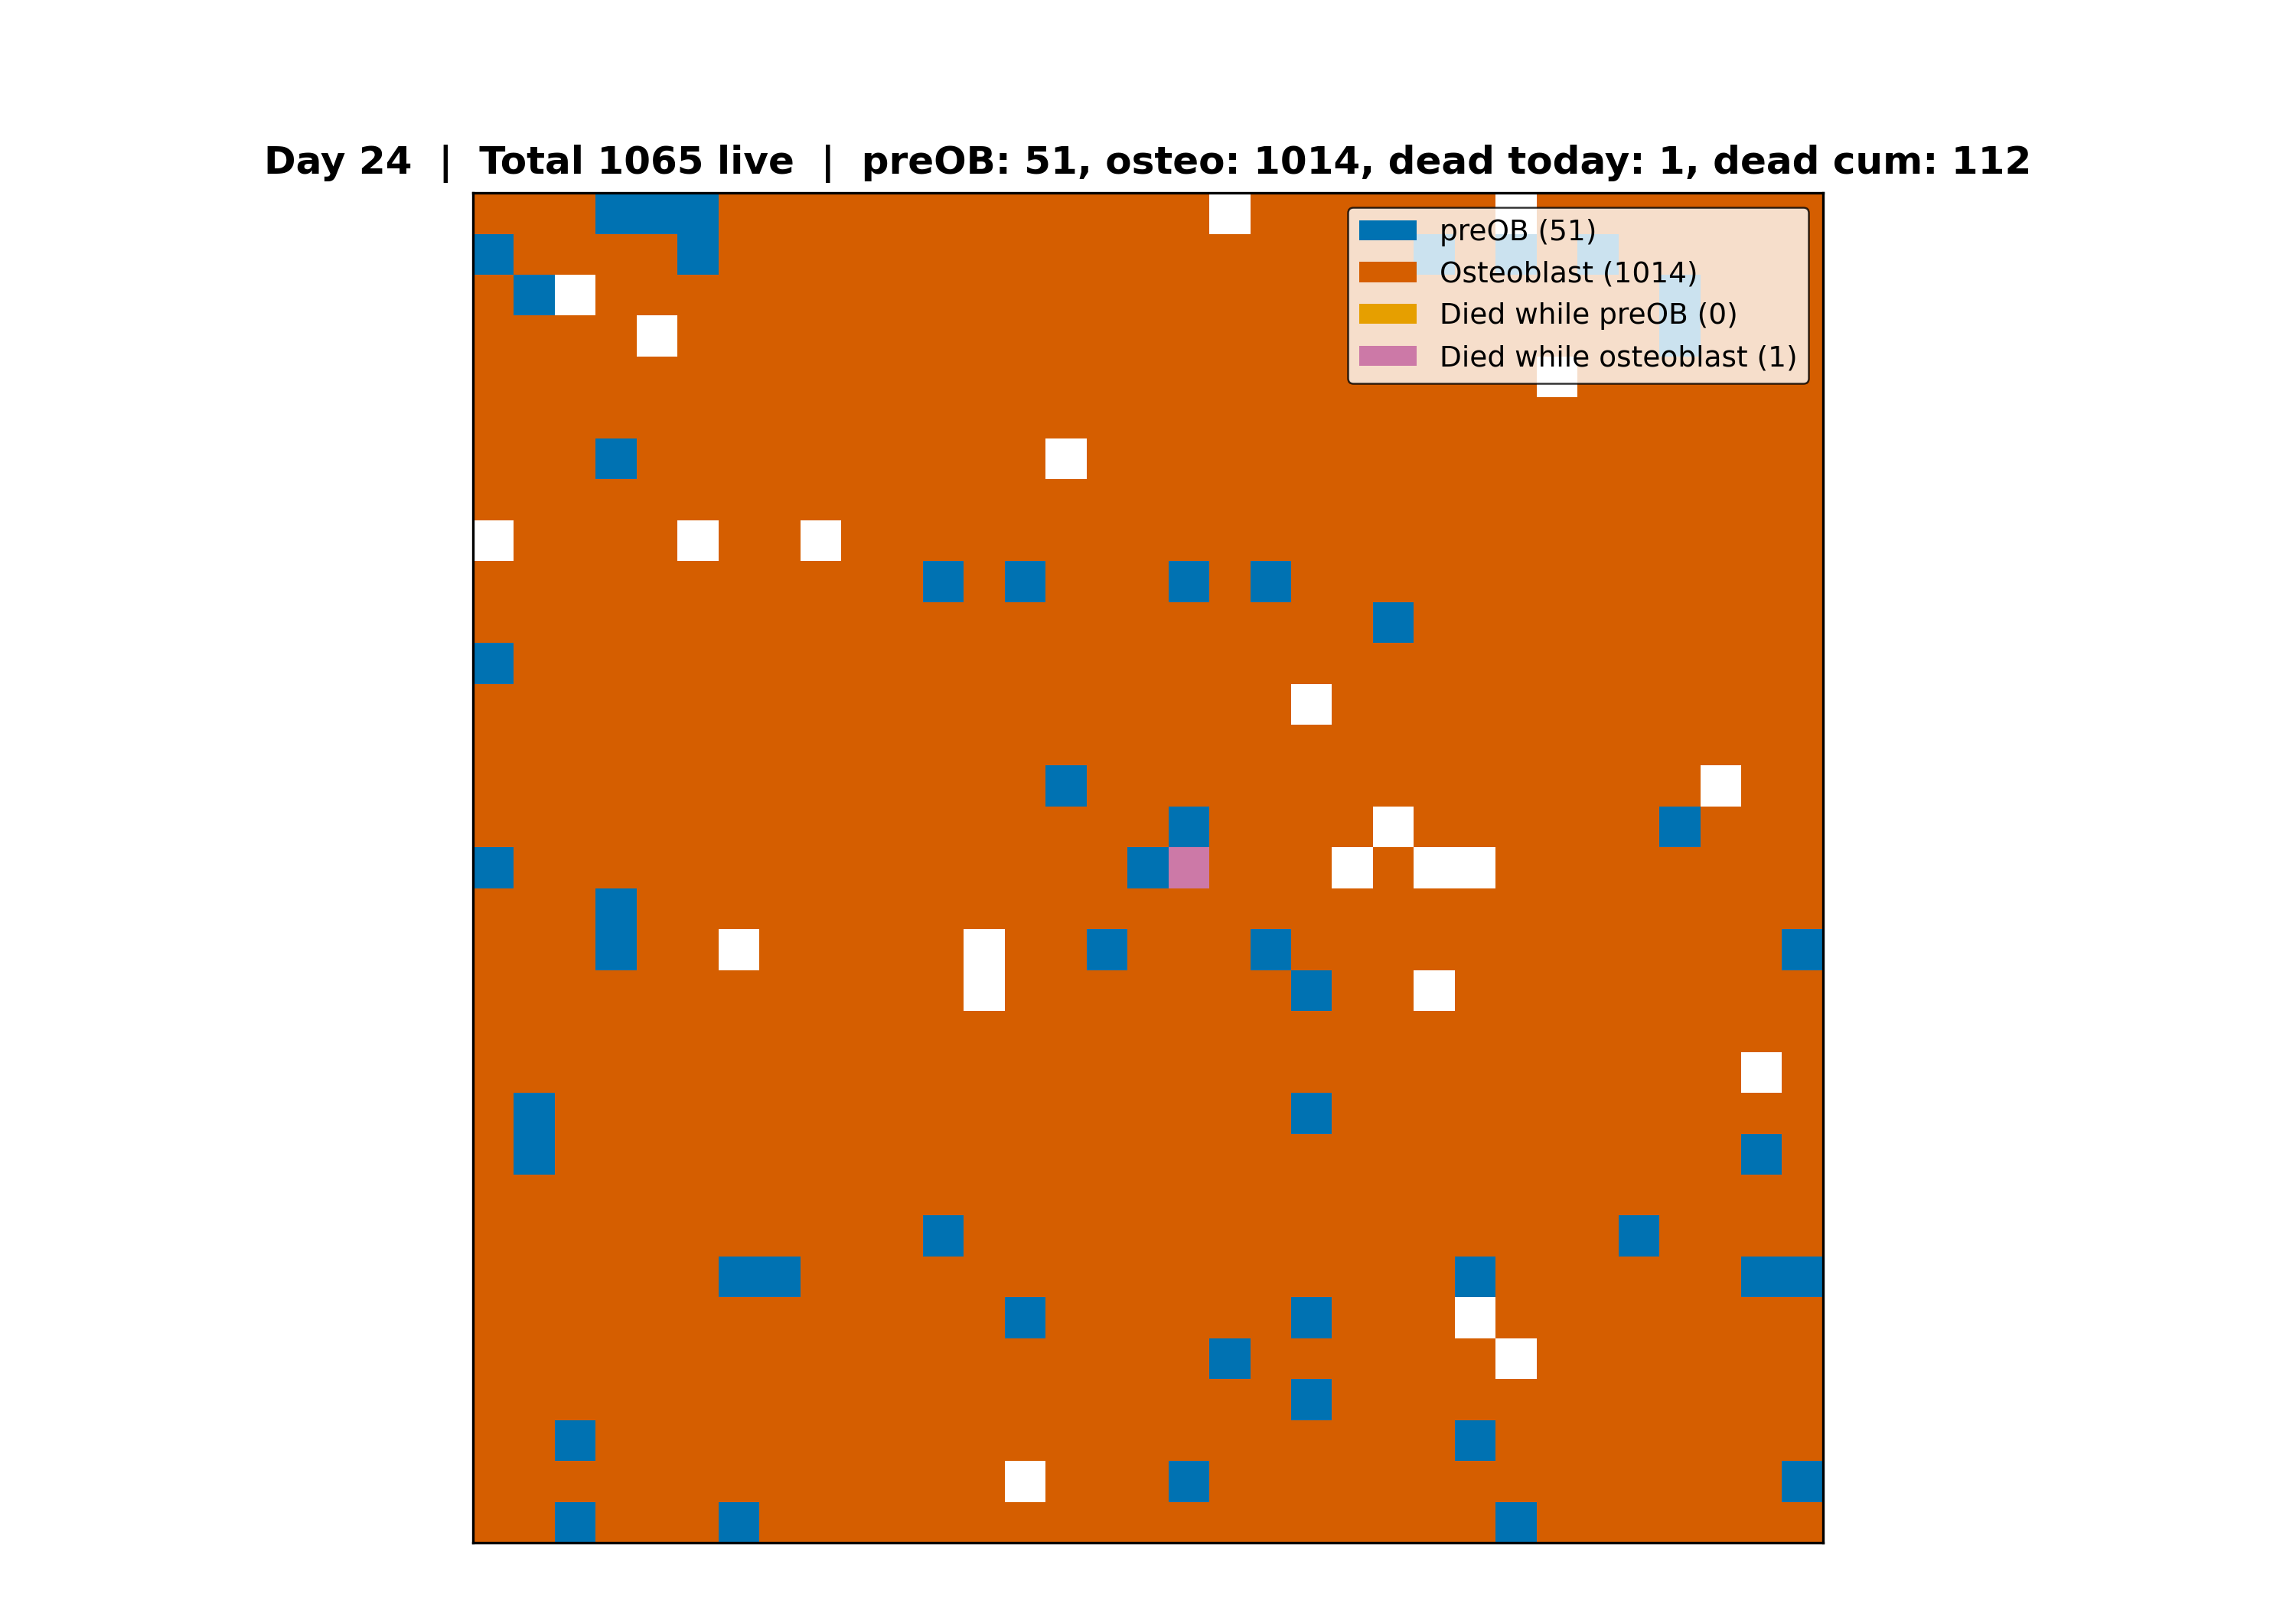 Day 24 | Total 1065 live | preOB: 51, osteo: 1014, dead today: 1, dead cum: 112
preOB (51)
Osteoblast (1014)
Died while preOB (0)
Died while osteoblast (1)